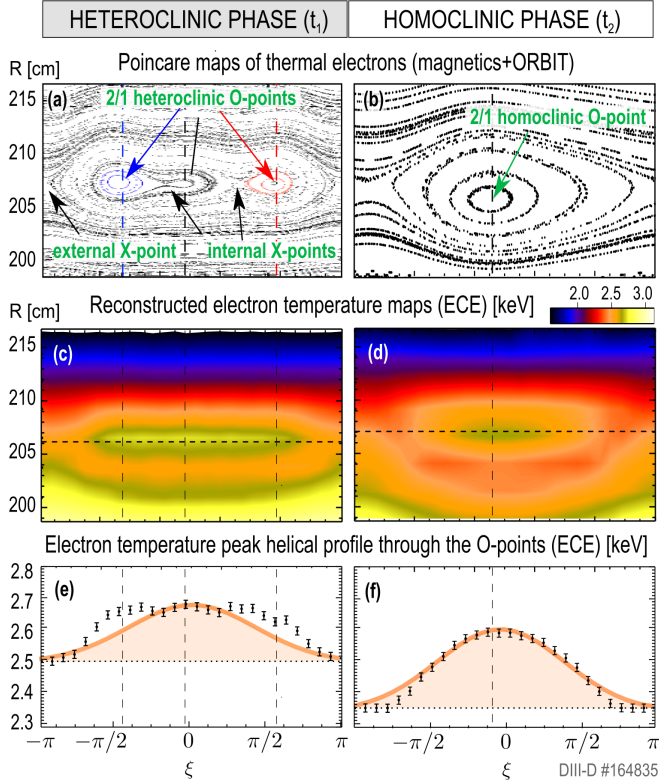 HETEROCLINIC PHASE (t1)
HOMOCLINIC PHASE (t2)
Poincare maps of thermal electrons (magnetics+ORBIT)
R [cm]
215
210
205
200
(a)
2/1 heteroclinic O-points
external X-point
internal X-points
(b)
2/1 homoclinic O-point
Reconstructed electron temperature maps (ECE) [keV]
R [cm]
2.0 2.5 3.0
215
210
205
200
(c)
(d)
Electron temperature peak helical profile through the O-points (ECE) [keV]
2.8
2.7
2.6
2.5
2.4
2.3
(e)
(f)
−π −π/2 0 π/2 π
−π/2 0 π/2 π
ξ
ξ
DIII-D #164835